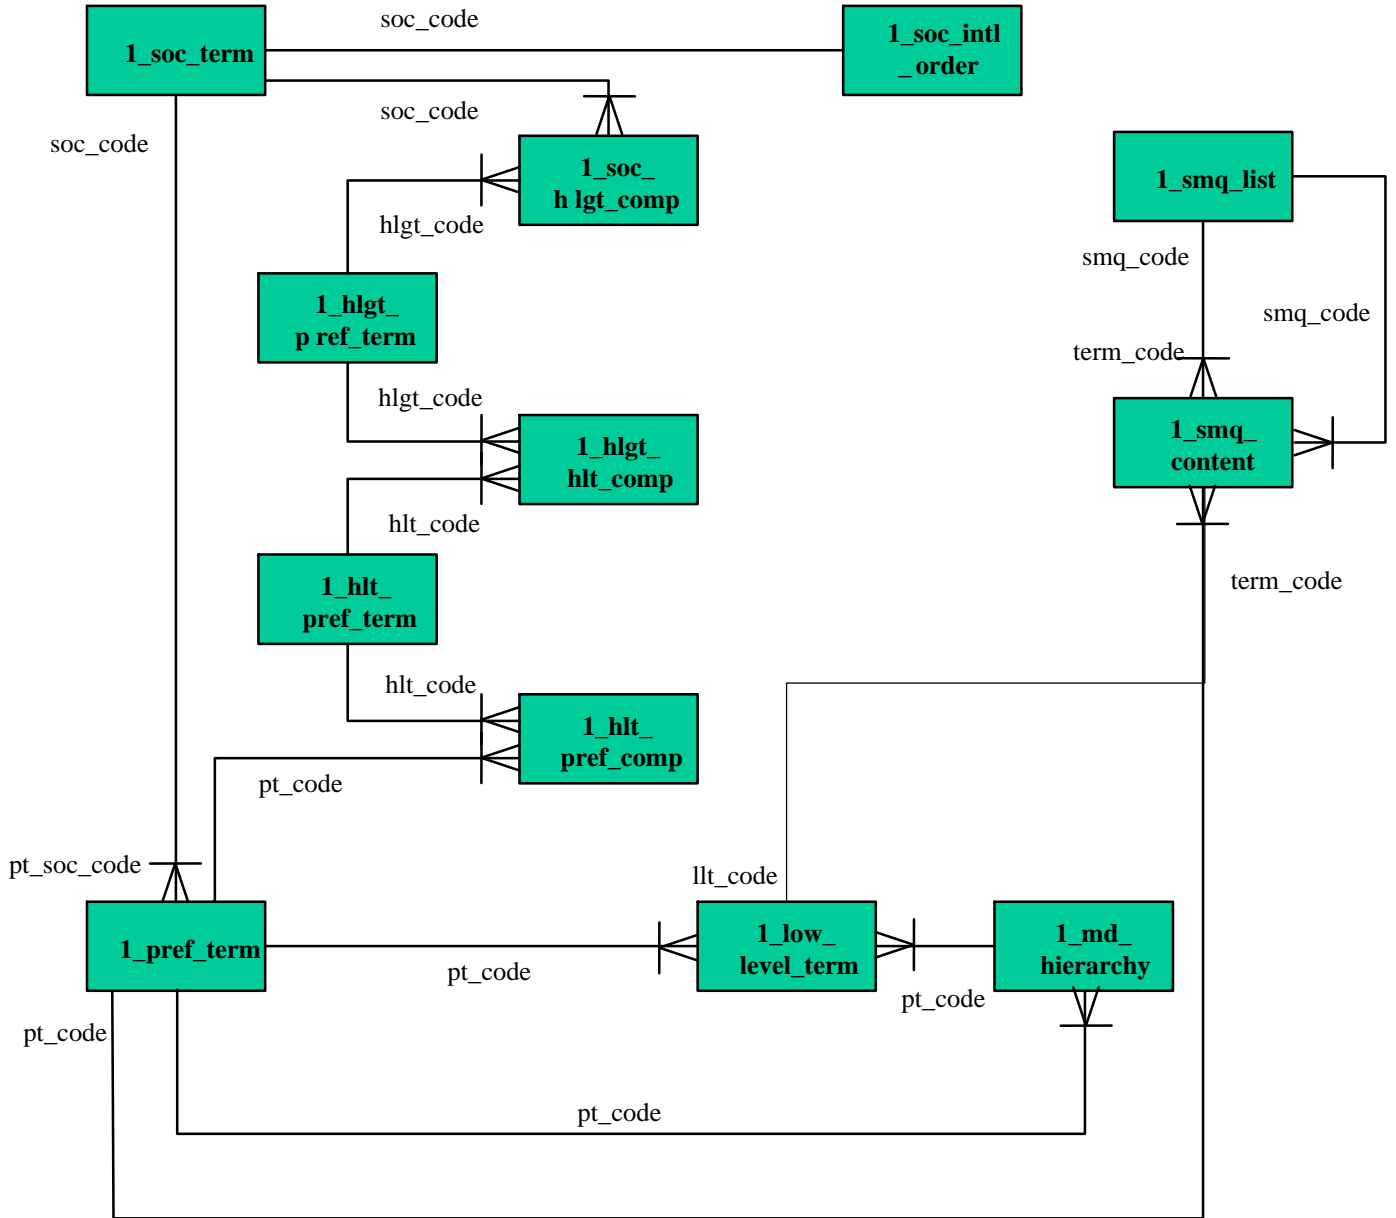 soc_code
1_soc_term
1_soc_intl
_ order
soc_code
soc_code
1_soc_
h lgt_comp
1_smq_list
hlgt_code
smq_code
smq_code
1_hlgt_
p ref_term
term_code
hlgt_code
1_hlgt_
hlt_comp
1_smq_
content
hlt_code
1_hlt_
pref_term
term_code
hlt_code
1_hlt_
pref_comp
pt_code
pt_soc_code
llt_code
1_pref_term
1_low_
level_term
1_md_
hierarchy
pt_code
pt_code
pt_code
pt_code